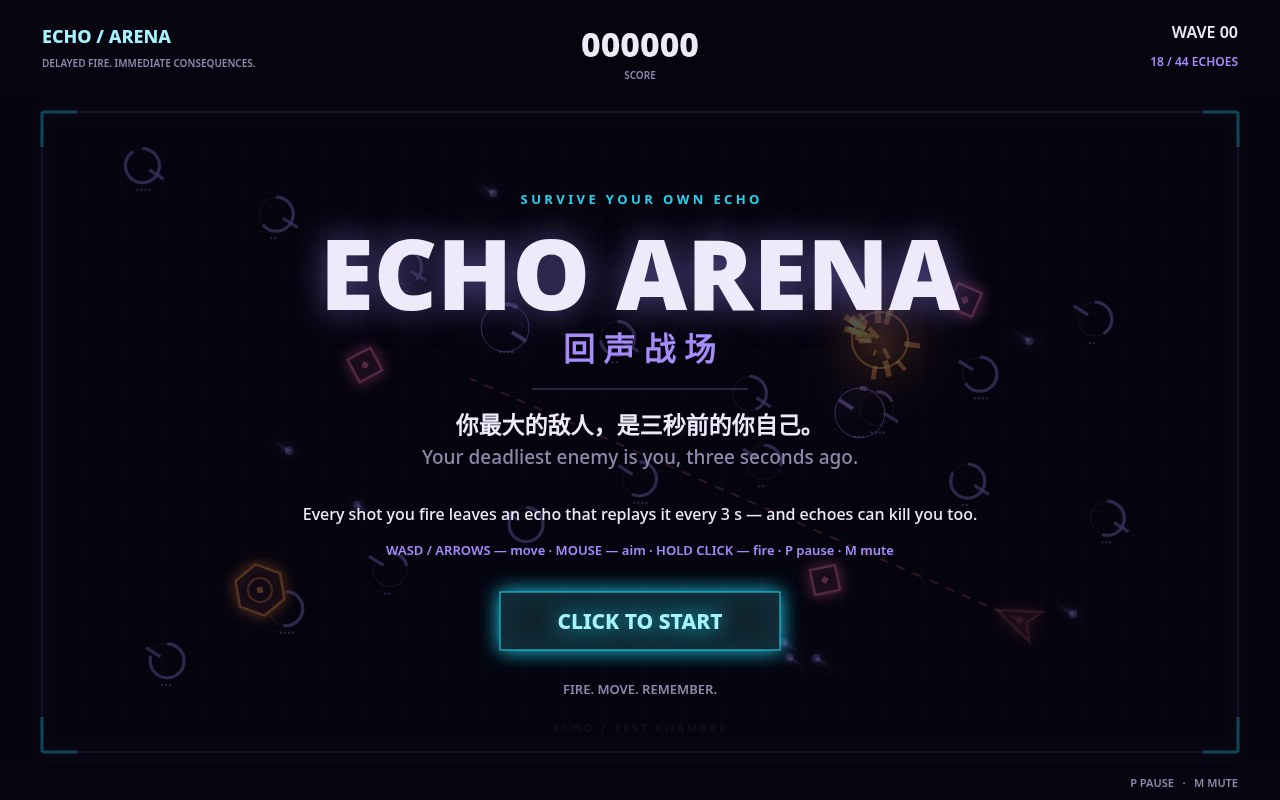 ECHO / ARENA
DELAYED FIRE. IMMEDIATE CONSEQUENCES.
000000
SCORE
WAVE 00
18 / 44 ECHOES
SURVIVE YOUR OWN ECHO
ECHO ARENA
回声战场
你最大的敌人，是三秒前的你自己。
Your deadliest enemy is you, three seconds ago.
Every shot you fire leaves an echo that replays it every 3 s — and echoes can kill you too.
WASD / ARROWS — move · MOUSE — aim · HOLD CLICK — fire · P pause · M mute
CLICK TO START
FIRE. MOVE. REMEMBER.
ECHO / TEST CHAMBER
P PAUSE · M MUTE